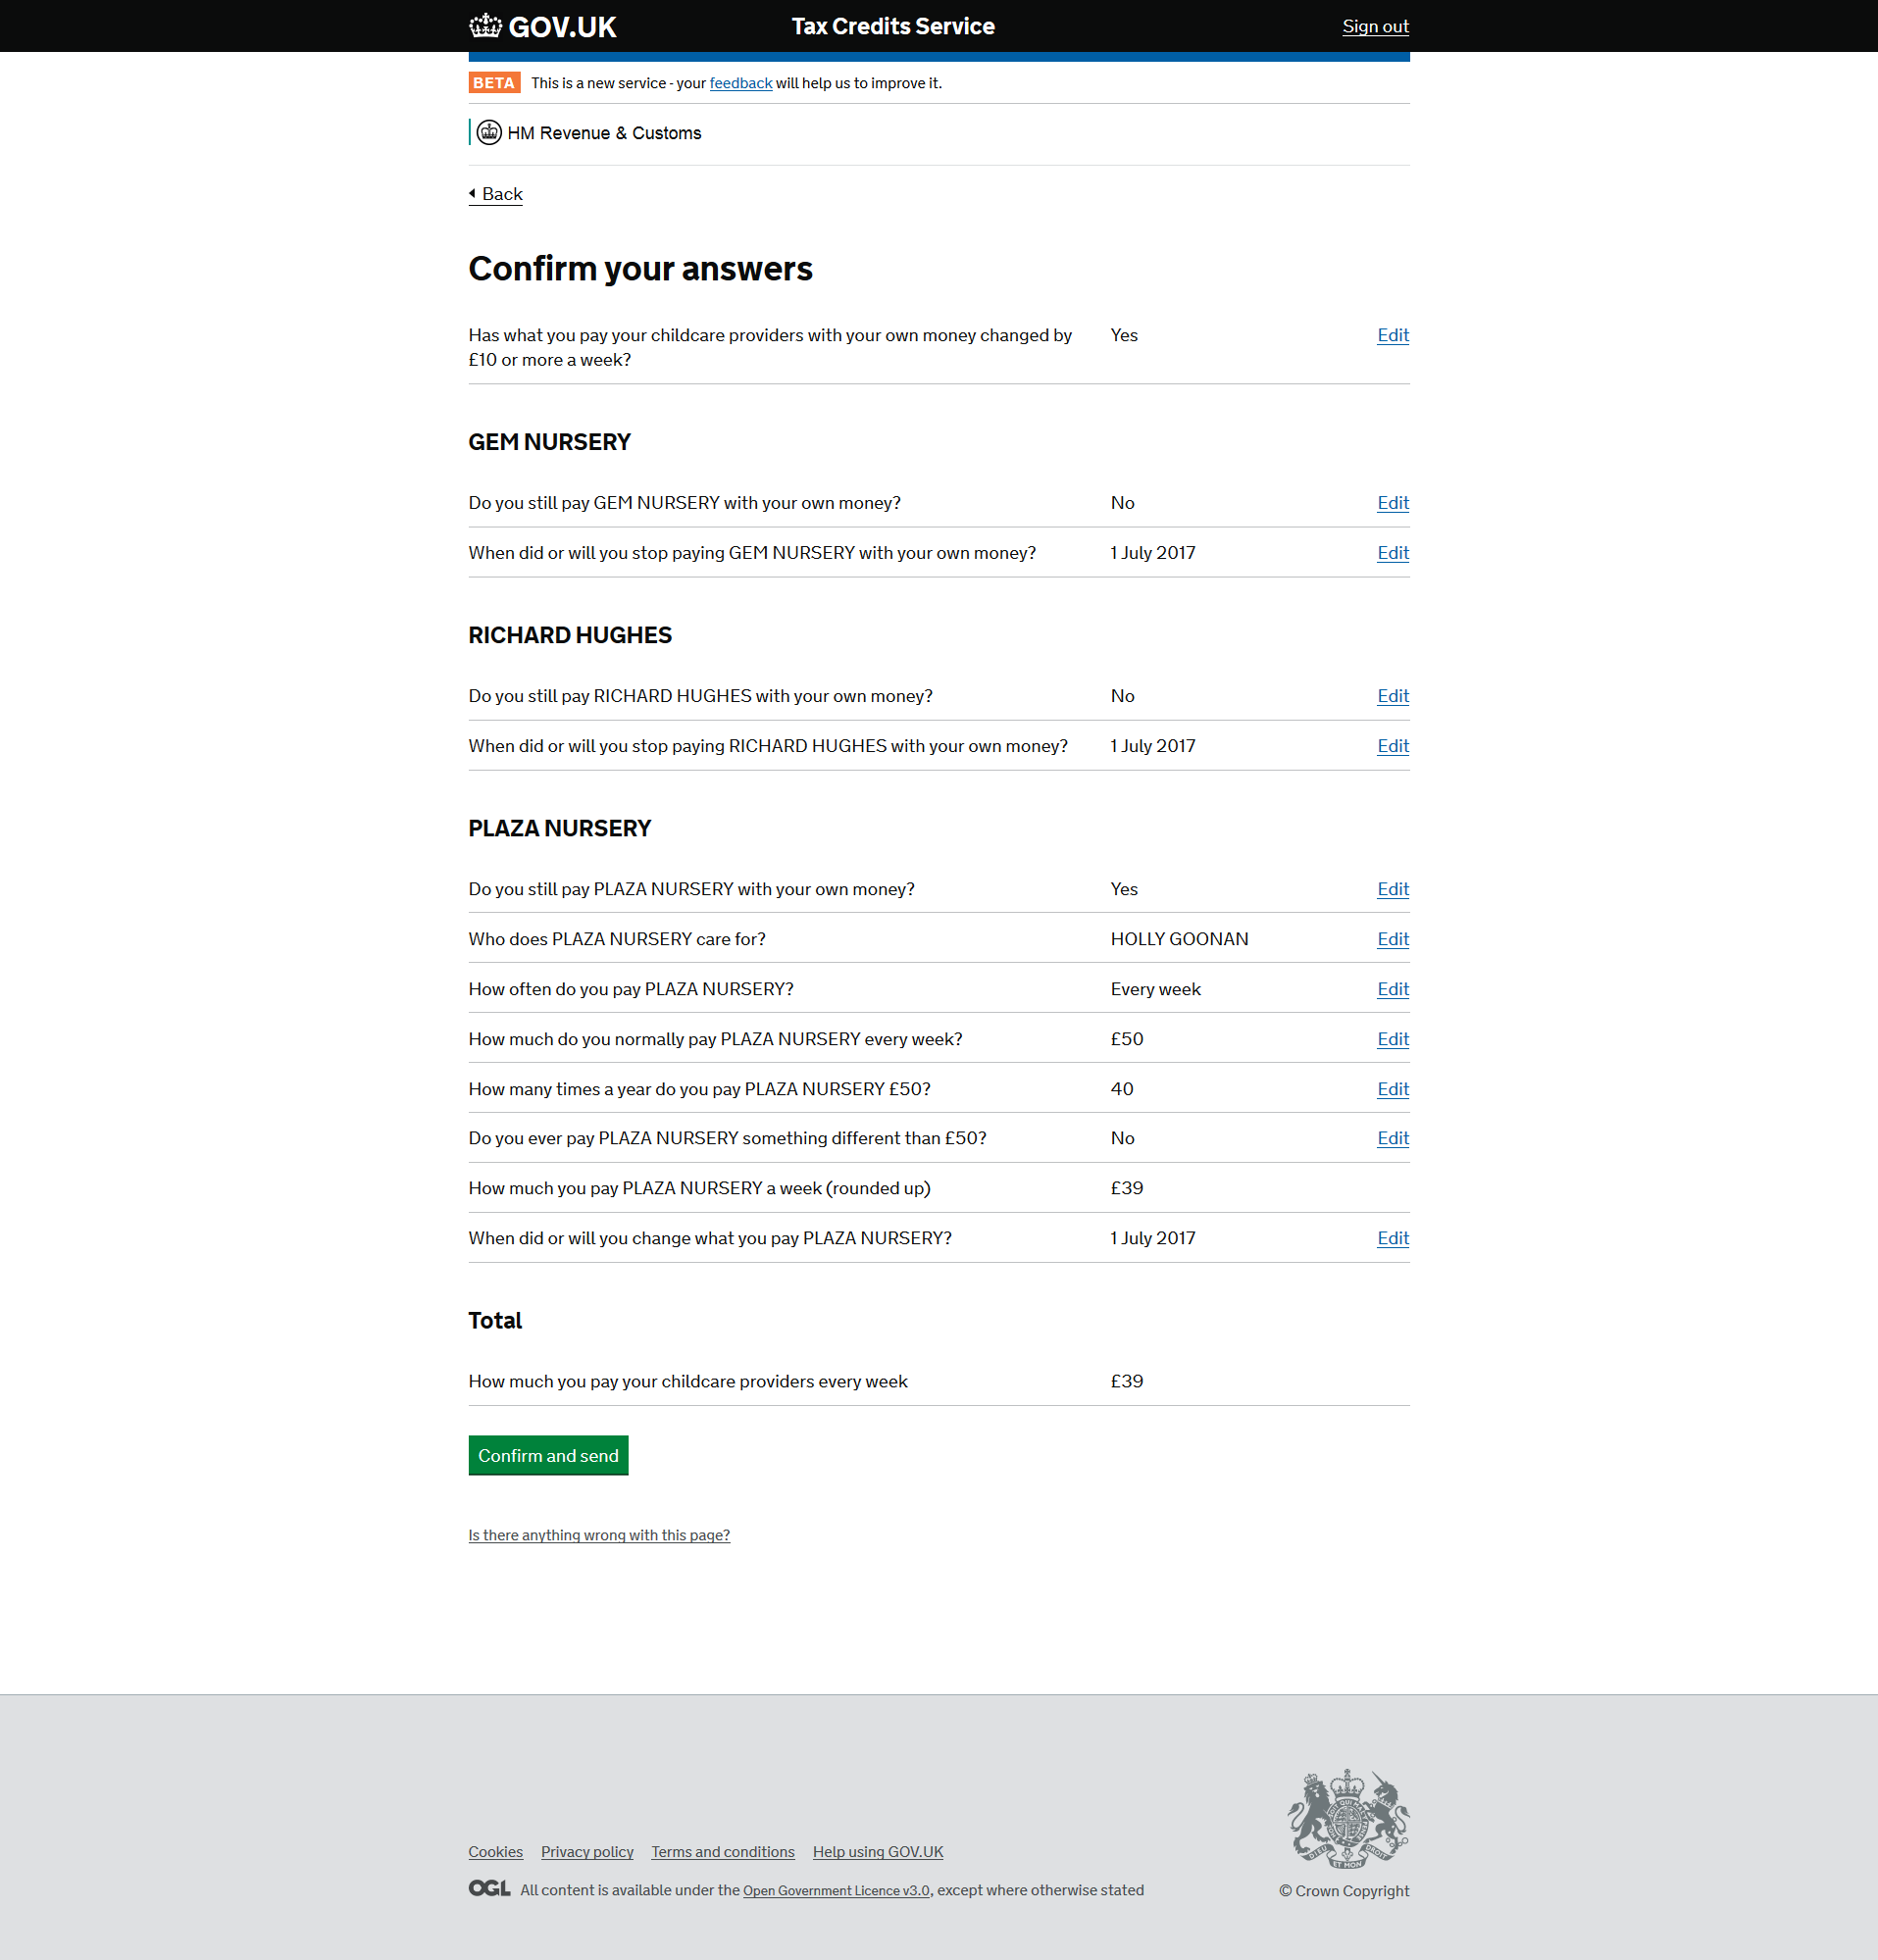 GOV.UK
Tax Credits Service
Sign out
BETA This is a new service - your feedback will help us to improve it.
HM Revenue & Customs
Back
Confirm your answers
Has what you pay your childcare providers with your own money changed by Yes Edit
£10 or more a week?
GEM NURSERY
Do you still pay GEM NURSERY with your own money? No Edit
When did or will you stop paying GEM NURSERY with your own money? 1 July 2017 Edit
RICHARD HUGHES
Do you still pay RICHARD HUGHES with your own money? No Edit
When did or will you stop paying RICHARD HUGHES with your own money? 1 July 2017 Edit
PLAZA NURSERY
Do you still pay PLAZA NURSERY with your own money? Yes Edit
Who does PLAZA NURSERY care for? HOLLY GOONAN Edit
How often do you pay PLAZA NURSERY? Every week Edit
How much do you normally pay PLAZA NURSERY every week? £50 Edit
How many times a year do you pay PLAZA NURSERY £50? 40 Edit
Do you ever pay PLAZA NURSERY something different than £50? No Edit
How much you pay PLAZA NURSERY a week (rounded up) £39
When did or will you change what you pay PLAZA NURSERY? 1 July 2017 Edit
Total
How much you pay your childcare providers every week £39
Confirm and send
Is there anything wrong with this page?
Cookies Privacy policy Terms and conditions Help using GOV.UK
OGL All content is available under the Open Government Licence v3.0, except where otherwise stated
DIEU ET MON DROIT
© Crown Copyright